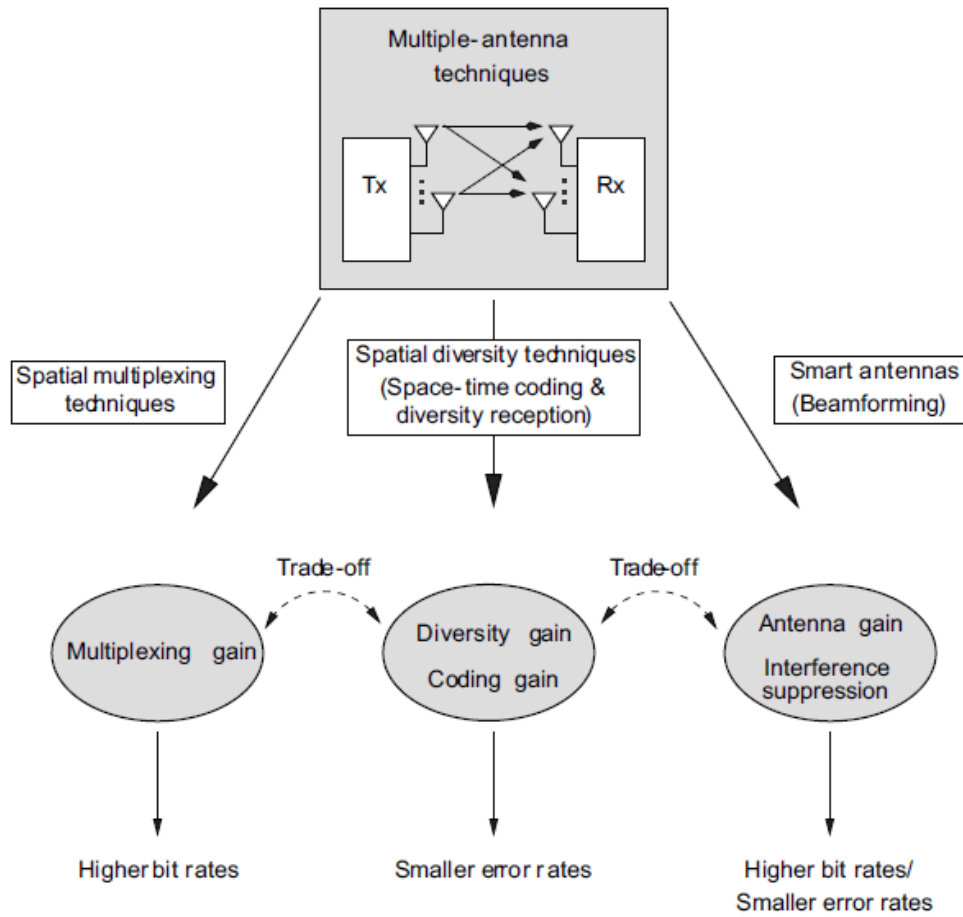 Multiple-antenna
techniques
Tx
Rx
Spatial multiplexing
techniques
Spatial diversity techniques
(Space-time coding &
diversity reception)
Smart antennas
(Beamforming)
Trade-off
Trade-off
Multiplexing gain
Diversity gain
Coding gain
Antenna gain
Interference
suppression
Higher bit rates
Smaller error rates
Higher bit rates/
Smaller error rates